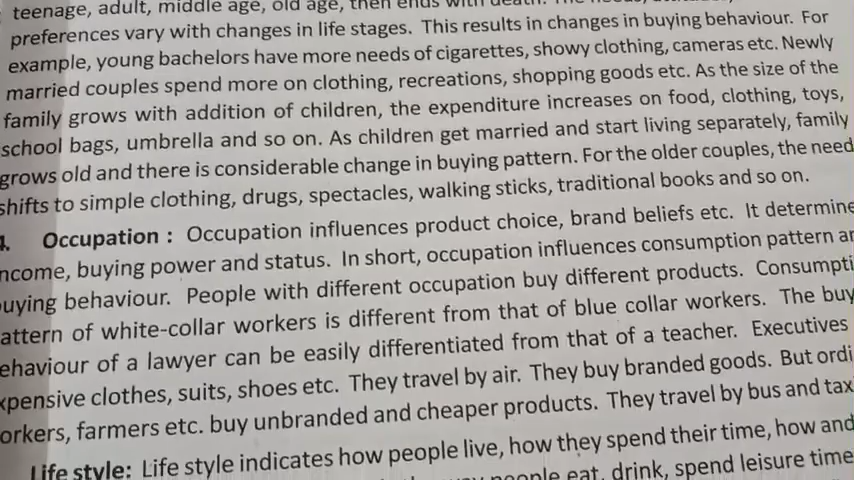 teenage, adult, middle age, old age, then ends with death. The needs,
preferences vary with changes in life stages. This results in changes in buying behaviour. For
example, young bachelors have more needs of cigarettes, showy clothing, cameras etc. Newly
married couples spend more on clothing, recreations, shopping goods etc. As the size of the
family grows with addition of children, the expenditure increases on food, clothing, toys,
school bags, umbrella and so on. As children get married and start living separately, family
grows old and there is considerable change in buying pattern. For the older couples, the need
shifts to simple clothing, drugs, spectacles, walking sticks, traditional books and so on.
4. Occupation : Occupation influences product choice, brand beliefs etc. It determine
ncome, buying power and status. In short, occupation influences consumption pattern ar
uying behaviour. People with different occupation buy different products. Consumpti
attern of white-collar workers is different from that of blue collar workers. The buy
ehaviour of a lawyer can be easily differentiated from that of a teacher. Executives
xpensive clothes, suits, shoes etc. They travel by air. They buy branded goods. But ordi
orkers, farmers etc. buy unbranded and cheaper products. They travel by bus and tax
Life style: Life style indicates how people live, how they spend their time, how and
people eat, drink, spend leisure time